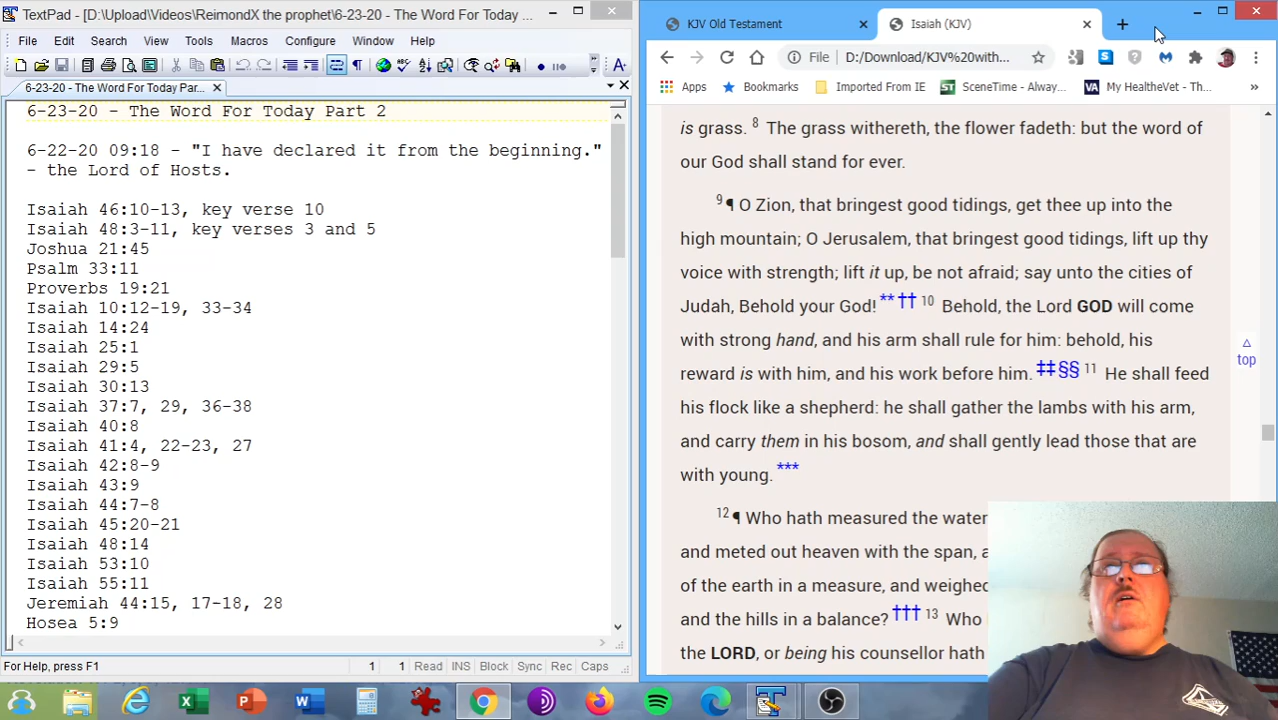 TextPad - [D:\Upload\Videos\ReimondX the prophet\6-23-20 - The Word For Today ...
File Edit Search View Tools Macros Configure Window Help
6-23-20 - The Word For Today Par...
6-23-20 - The Word For Today Part 2
6-22-20 09:18 - "I have declared it from the beginning."
- the Lord of Hosts.
Isaiah 46:10-13, key verse 10
Isaiah 48:3-11, key verses 3 and 5
Joshua 21:45
Psalm 33:11
Proverbs 19:21
Isaiah 10:12-19, 33-34
Isaiah 14:24
Isaiah 25:1
Isaiah 29:5
Isaiah 30:13
Isaiah 37:7, 29, 36-38
Isaiah 40:8
Isaiah 41:4, 22-23, 27
Isaiah 42:8-9
Isaiah 43:9
Isaiah 44:7-8
Isaiah 45:20-21
Isaiah 48:14
Isaiah 53:10
Isaiah 55:11
Jeremiah 44:15, 17-18, 28
Hosea 5:9
For Help, press F1 1 1 Read INS Block Sync Rec Caps
KJV Old Testament Isaiah (KJV)
File D:/Download/KJV%20with...
Apps Bookmarks Imported From IE SceneTime - Alway... My HealtheVet - Th... »
is grass. 8 The grass withereth, the flower fadeth: but the word of
our God shall stand for ever.
9 ¶ O Zion, that bringest good tidings, get thee up into the
high mountain; O Jerusalem, that bringest good tidings, lift up thy
voice with strength; lift it up, be not afraid; say unto the cities of
Judah, Behold your God! ** †† 10 Behold, the Lord GOD will come
with strong hand, and his arm shall rule for him: behold, his
reward is with him, and his work before him. ‡‡ §§ 11 He shall feed
his flock like a shepherd: he shall gather the lambs with his arm,
and carry them in his bosom, and shall gently lead those that are
with young. ***
△
top
12 ¶ Who hath measured the water
and meted out heaven with the span, a
of the earth in a measure, and weighed
and the hills in a balance? ††† 13 Who
the LORD, or being his counsellor hath